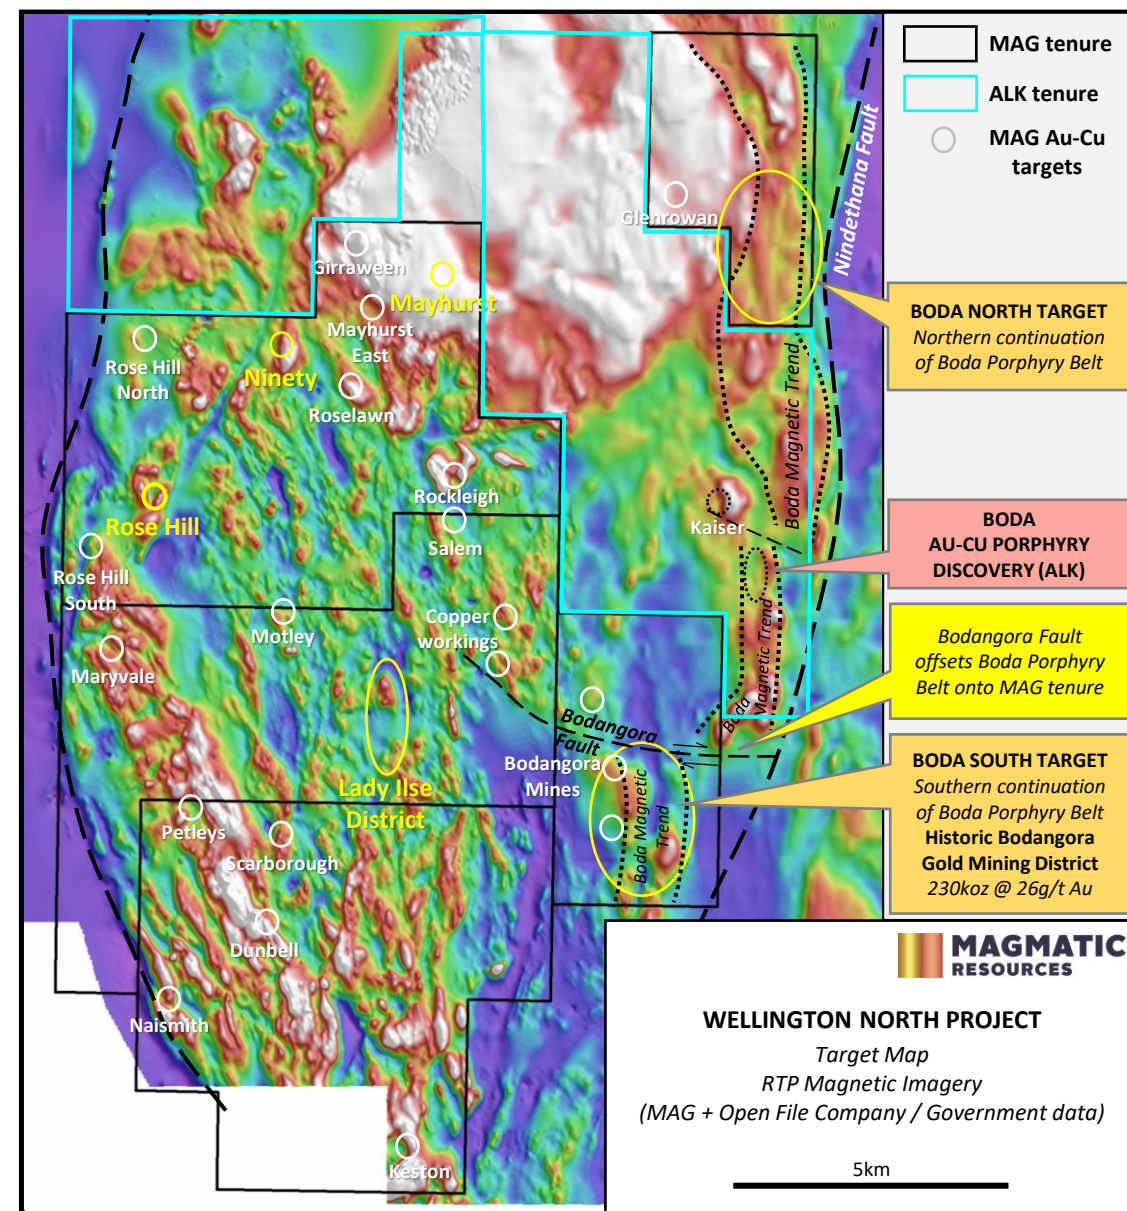 MAG tenure
ALK tenure
MAG Au-Cu
targets
Nindethana Fault
Glenrowan
Girraween
Mayhurst
Mayhurst
East
Rose Hill
North
Ninety
Roselawn
BODA NORTH TARGET
Northern continuation
of Boda Porphyry Belt
Boda Magnetic Trend
Rockleigh
Kaiser
Rose Hill
Salem
BODA
AU-CU PORPHYRY
DISCOVERY (ALK)
Rose Hill
South
Motley
Copper
workings
Maryvale
Boda
Magnetic Trend
Bodangora Fault
offsets Boda Porphyry
Belt onto MAG tenure
Bodangora
Fault
Bodangora
Mines
Lady Ilse
District
Boda Magnetic
Trend
BODA SOUTH TARGET
Southern continuation
of Boda Porphyry Belt
Historic Bodangora
Gold Mining District
230koz @ 26g/t Au
Petleys
Scarborough
Dunbell
Naismith
Keston
MAGMATIC
RESOURCES
WELLINGTON NORTH PROJECT
Target Map
RTP Magnetic Imagery
(MAG + Open File Company / Government data)
5km